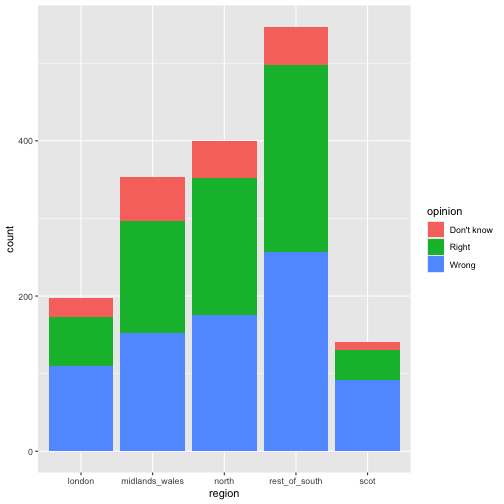 count
400
200
0
london
midlands_wales
north
rest_of_south
scot
region
opinion
Don't know
Right
Wrong